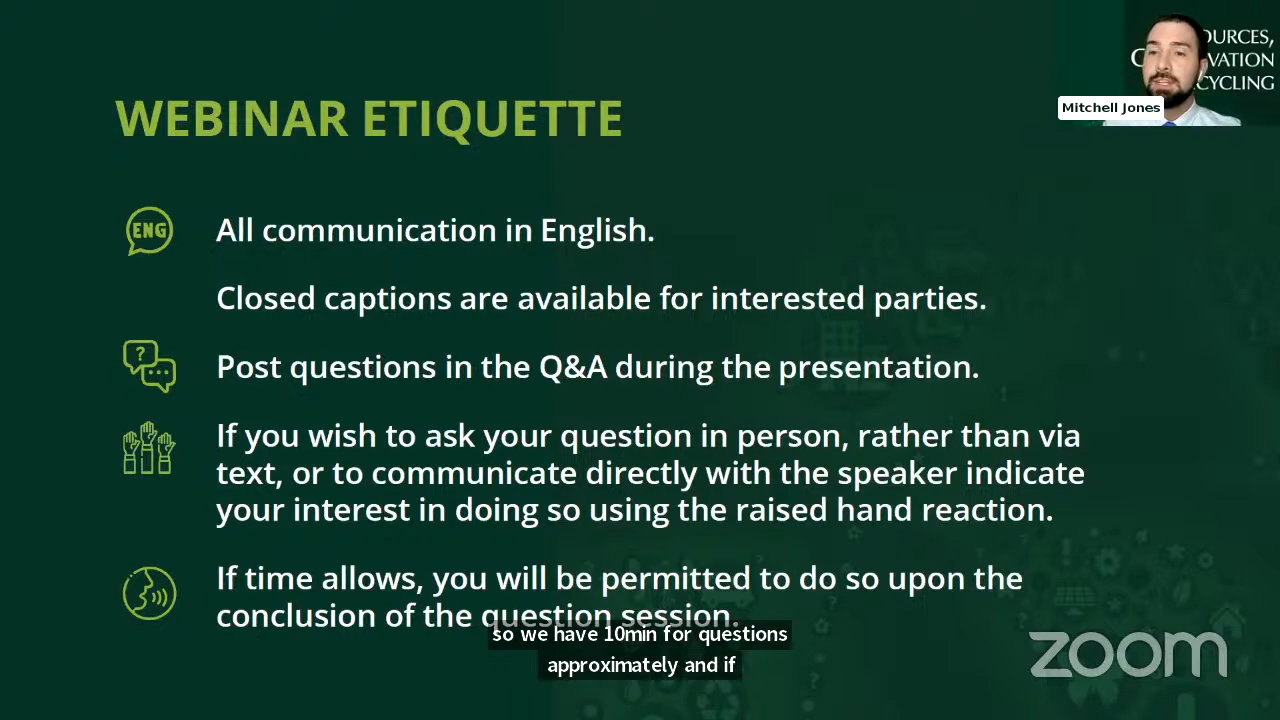 OURCES,
C VATION
CYCLING
Mitchell Jones
WEBINAR ETIQUETTE
ENG
All communication in English.
Closed captions are available for interested parties.
?
Post questions in the Q&A during the presentation.
If you wish to ask your question in person, rather than via
text, or to communicate directly with the speaker indicate
your interest in doing so using the raised hand reaction.
If time allows, you will be permitted to do so upon the
conclusion of the question session.
so we have 10min for questions
approximately and if
zoom